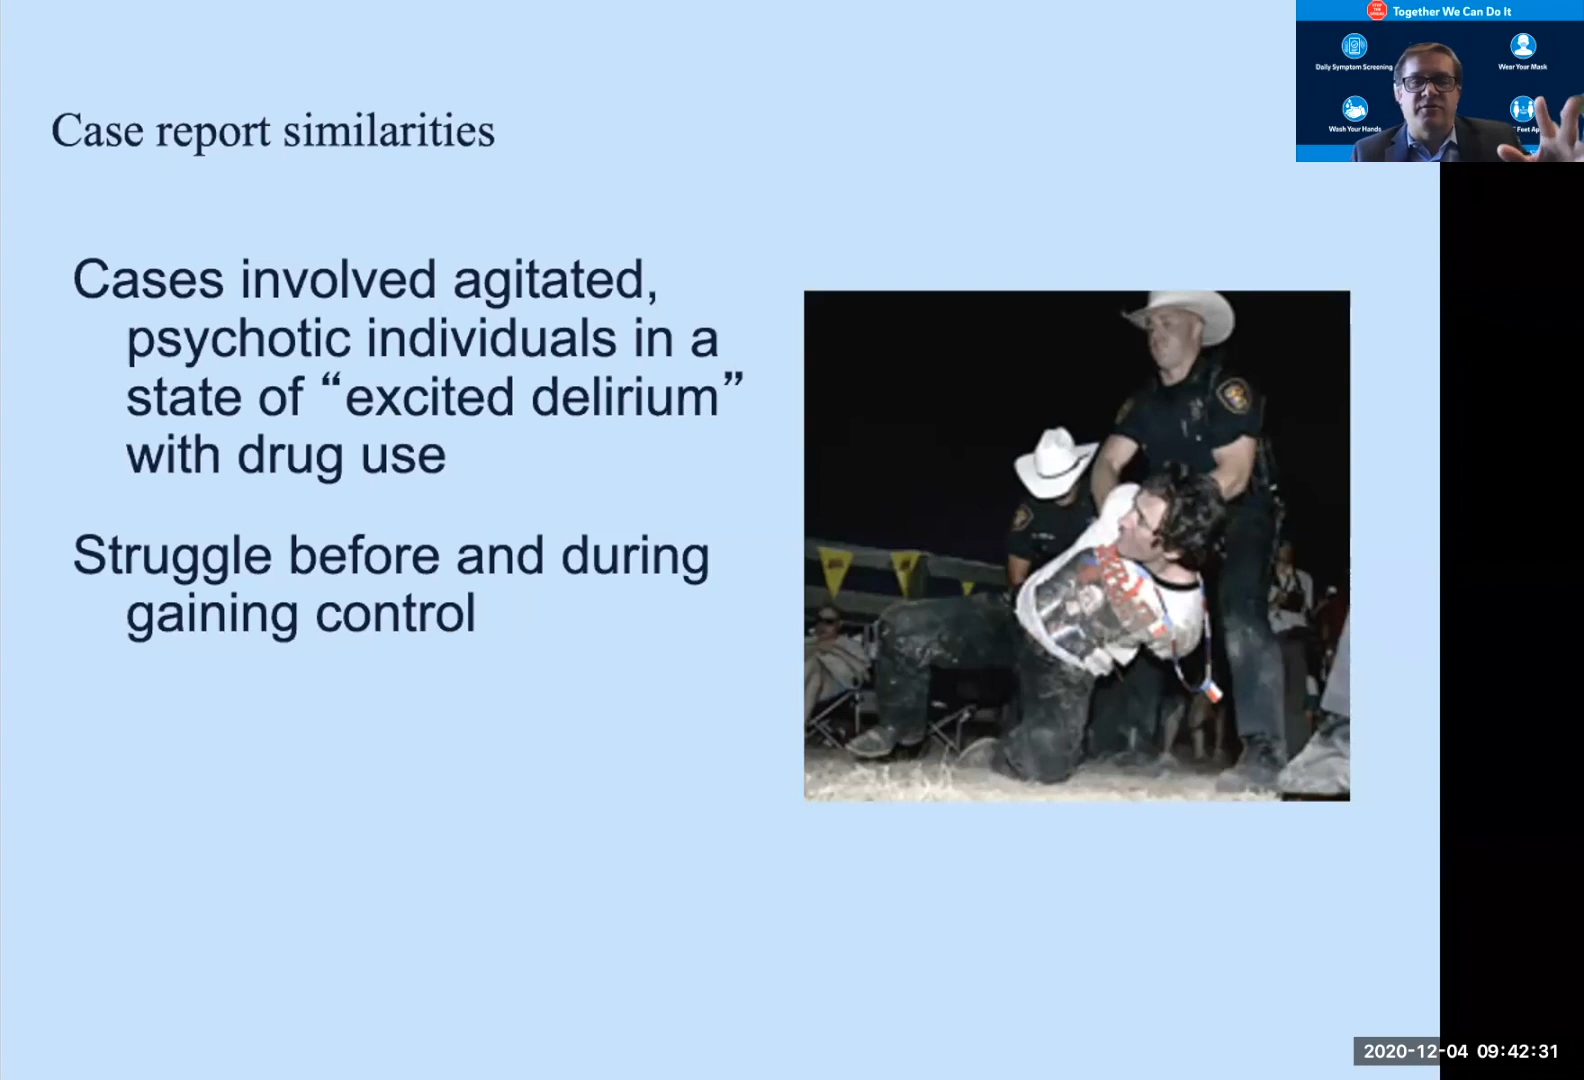 Together We Can Do It
Daily Symptom Screening
Wear Your Mask
Wash Your Hands
Case report similarities
Cases involved agitated,
psychotic individuals in a
state of “excited delirium”
with drug use
Struggle before and during
gaining control
2020-12-04 09:42:31